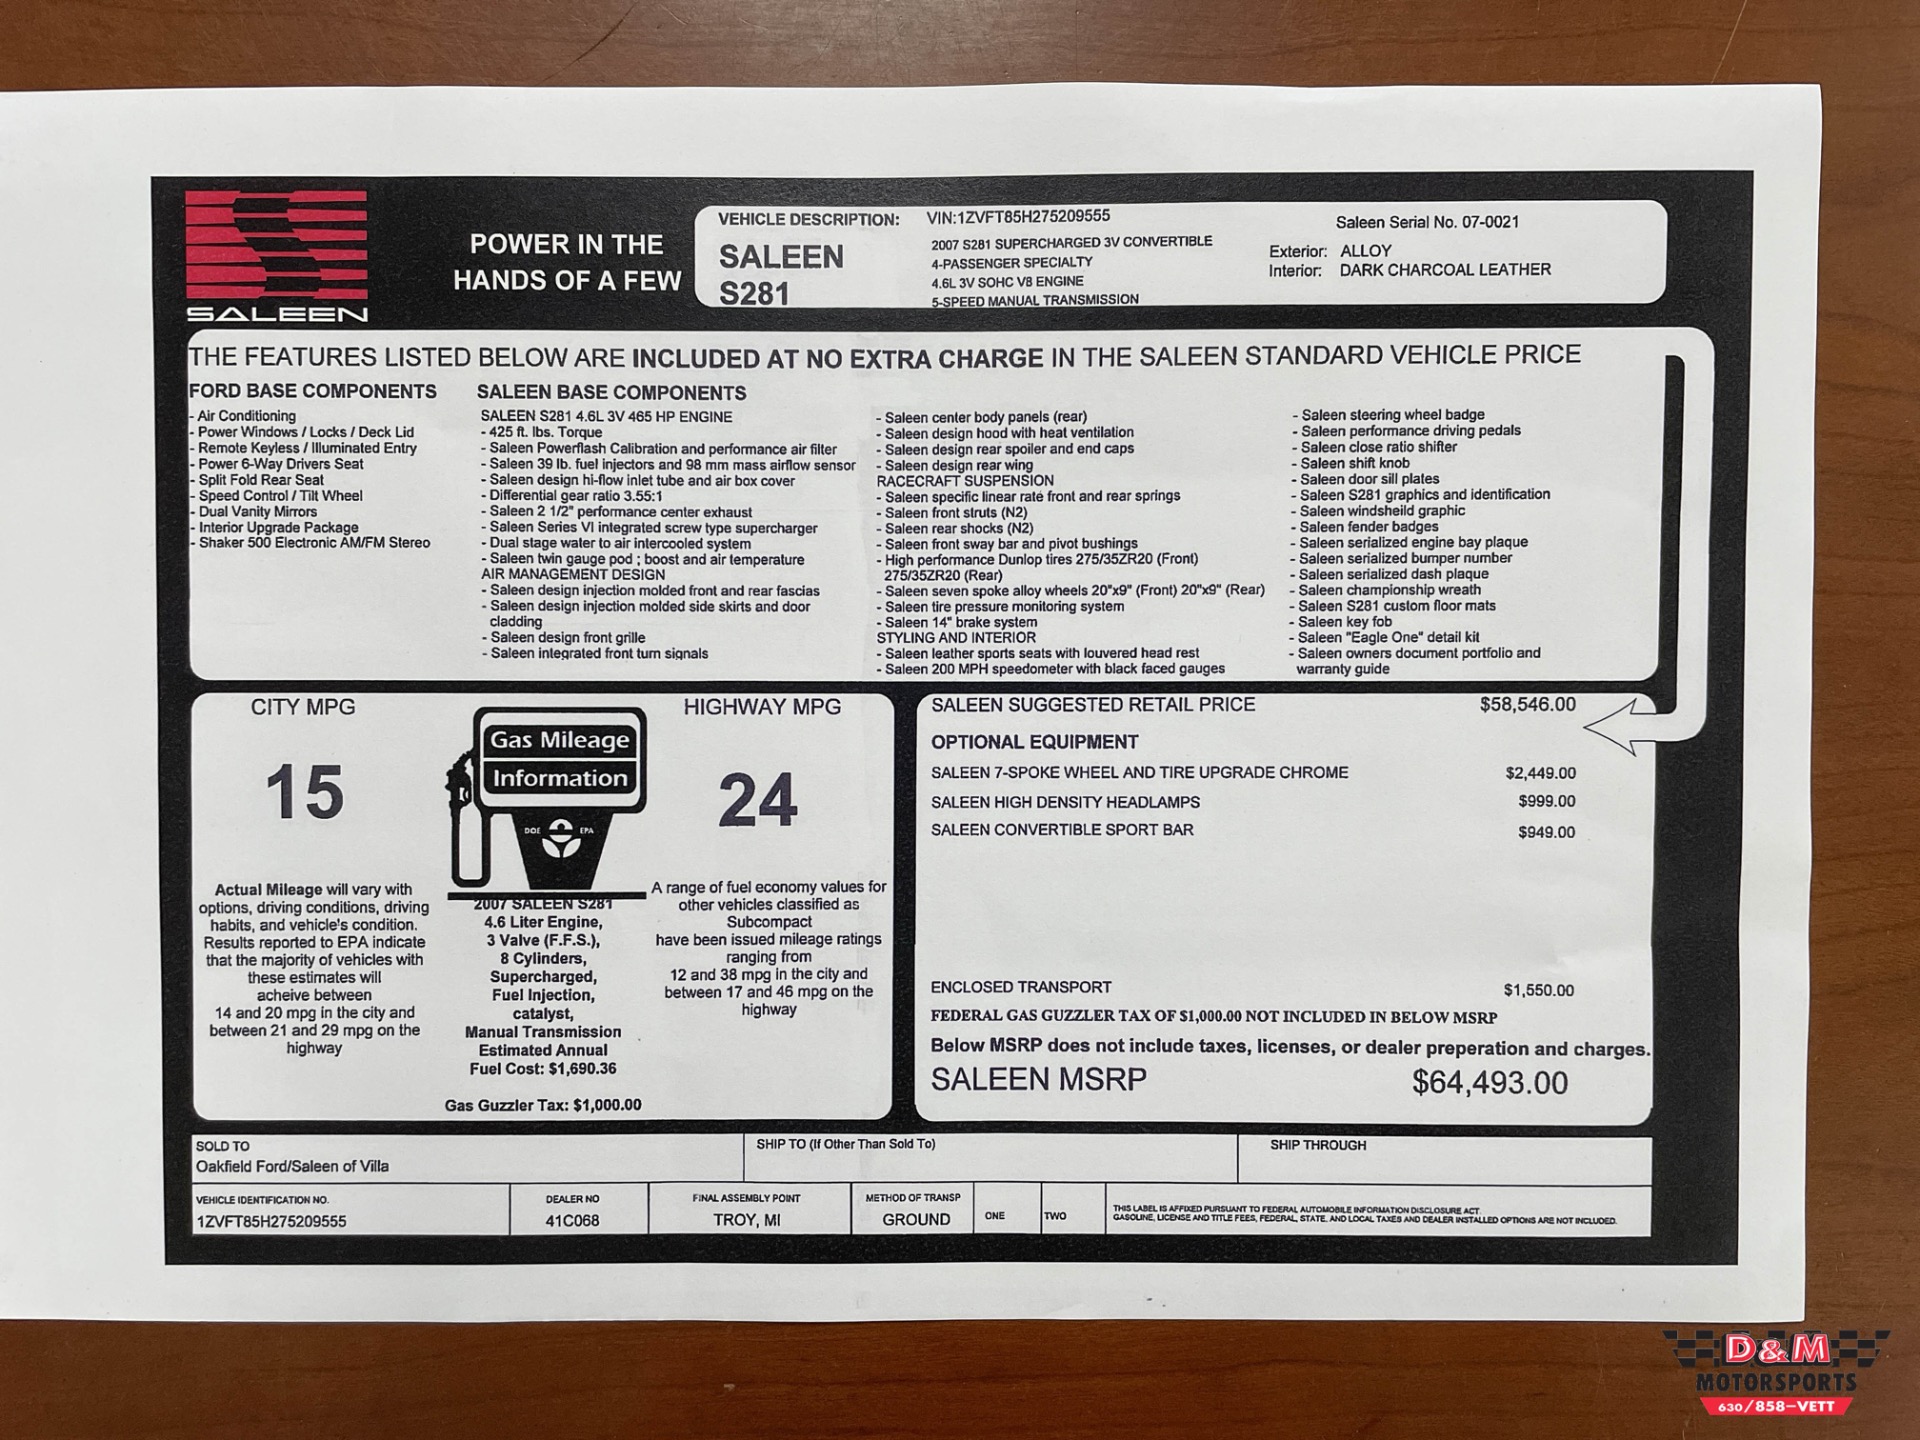 SALEEN
POWER IN THE
HANDS OF A FEW
VEHICLE DESCRIPTION:
SALEEN
S281
VIN:1ZVFT85H275209555
2007 S281 SUPERCHARGED 3V CONVERTIBLE
4-PASSENGER SPECIALTY
4.6L 3V SOHC V8 ENGINE
5-SPEED MANUAL TRANSMISSION
Saleen Serial No. 07-0021
Exterior: ALLOY
Interior: DARK CHARCOAL LEATHER
THE FEATURES LISTED BELOW ARE INCLUDED AT NO EXTRA CHARGE IN THE SALEEN STANDARD VEHICLE PRICE
FORD BASE COMPONENTS
- Air Conditioning
- Power Windows / Locks / Deck Lid
- Remote Keyless / Illuminated Entry
- Power 6-Way Drivers Seat
- Split Fold Rear Seat
- Speed Control / Tilt Wheel
- Dual Vanity Mirrors
- Interior Upgrade Package
- Shaker 500 Electronic AM/FM Stereo
SALEEN BASE COMPONENTS
SALEEN S281 4.6L 3V 465 HP ENGINE
- 425 ft. lbs. Torque
- Saleen Powerflash Calibration and performance air filter
- Saleen 39 lb. fuel injectors and 98 mm mass airflow sensor
- Saleen design hi-flow inlet tube and air box cover
- Differential gear ratio 3.55:1
- Saleen 2 1/2" performance center exhaust
- Saleen Series VI integrated screw type supercharger
- Dual stage water to air intercooled system
- Saleen twin gauge pod ; boost and air temperature
AIR MANAGEMENT DESIGN
- Saleen design injection molded front and rear fascias
- Saleen design injection molded side skirts and door
cladding
- Saleen design front grille
- Saleen integrated front turn signals
- Saleen center body panels (rear)
- Saleen design hood with heat ventilation
- Saleen design rear spoiler and end caps
- Saleen design rear wing
RACECRAFT SUSPENSION
- Saleen specific linear rate front and rear springs
- Saleen front struts (N2)
- Saleen rear shocks (N2)
- Saleen front sway bar and pivot bushings
- High performance Dunlop tires 275/35ZR20 (Front)
275/35ZR20 (Rear)
- Saleen seven spoke alloy wheels 20"x9" (Front) 20"x9" (Rear)
- Saleen tire pressure monitoring system
- Saleen 14" brake system
STYLING AND INTERIOR
- Saleen leather sports seats with louvered head rest
- Saleen 200 MPH speedometer with black faced gauges
- Saleen steering wheel badge
- Saleen performance driving pedals
- Saleen close ratio shifter
- Saleen shift knob
- Saleen door sill plates
- Saleen S281 graphics and identification
- Saleen windsheild graphic
- Saleen fender badges
- Saleen serialized engine bay plaque
- Saleen serialized bumper number
- Saleen serialized dash plaque
- Saleen championship wreath
- Saleen S281 custom floor mats
- Saleen key fob
- Saleen "Eagle One" detail kit
- Saleen owners document portfolio and
warranty guide
CITY MPG
15
Actual Mileage will vary with
options, driving conditions, driving
habits, and vehicle's condition.
Results reported to EPA indicate
that the majority of vehicles with
these estimates will
acheive between
14 and 20 mpg in the city and
between 21 and 29 mpg on the
highway
Gas Mileage
Information
DOE EPA
2007 SALEEN S281
4.6 Liter Engine,
3 Valve (F.F.S.),
8 Cylinders,
Supercharged,
Fuel Injection,
catalyst,
Manual Transmission
Estimated Annual
Fuel Cost: $1,690.36
Gas Guzzler Tax: $1,000.00
HIGHWAY MPG
24
A range of fuel economy values for
other vehicles classified as
Subcompact
have been issued mileage ratings
ranging from
12 and 38 mpg in the city and
between 17 and 46 mpg on the
highway
SALEEN SUGGESTED RETAIL PRICE $58,546.00
OPTIONAL EQUIPMENT
SALEEN 7-SPOKE WHEEL AND TIRE UPGRADE CHROME $2,449.00
SALEEN HIGH DENSITY HEADLAMPS $999.00
SALEEN CONVERTIBLE SPORT BAR $949.00
ENCLOSED TRANSPORT $1,550.00
FEDERAL GAS GUZZLER TAX OF $1,000.00 NOT INCLUDED IN BELOW MSRP
Below MSRP does not include taxes, licenses, or dealer preperation and charges.
SALEEN MSRP $64,493.00
SOLD TO
Oakfield Ford/Saleen of Villa
SHIP TO (If Other Than Sold To)
SHIP THROUGH
VEHICLE IDENTIFICATION NO.
1ZVFT85H275209555
DEALER NO
41C068
FINAL ASSEMBLY POINT
TROY, MI
METHOD OF TRANSP
GROUND
ONE
TWO
THIS LABEL IS AFFIXED PURSUANT TO FEDERAL AUTOMOBILE INFORMATION DISCLOSURE ACT.
GASOLINE, LICENSE AND TITLE FEES, FEDERAL, STATE. AND LOCAL TAXES AND DEALER INSTALLED OPTIONS ARE NOT INCLUDED.
D&M
MOTORSPORTS
630/858-VETT